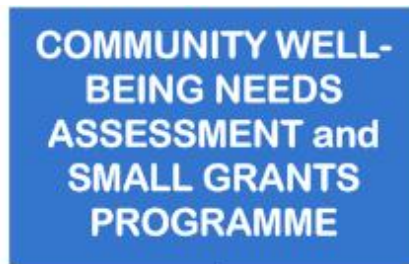 COMMUNITY WELL-
BEING NEEDS
ASSESSMENT and
SMALL GRANTS
PROGRAMME